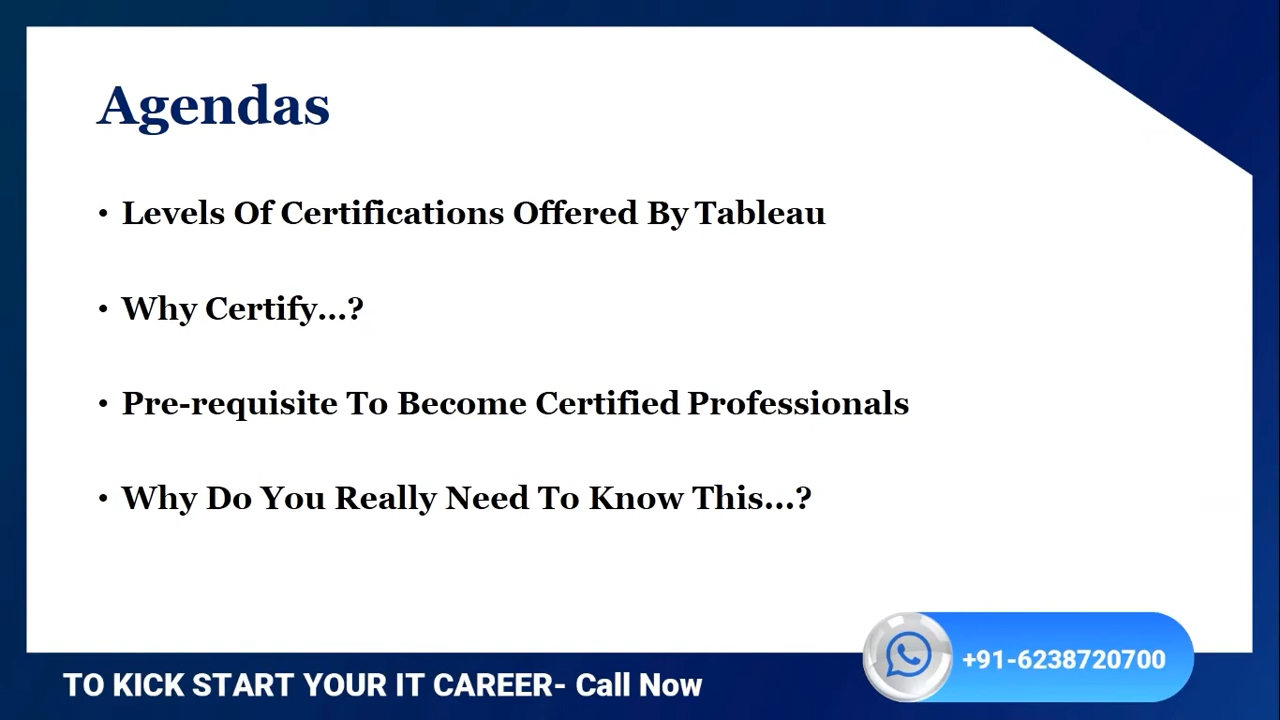 Agendas
• Levels Of Certifications Offered By Tableau
• Why Certify...?
• Pre-requisite To Become Certified Professionals
• Why Do You Really Need To Know This...?
+91-6238720700
TO KICK START YOUR IT CAREER- Call Now